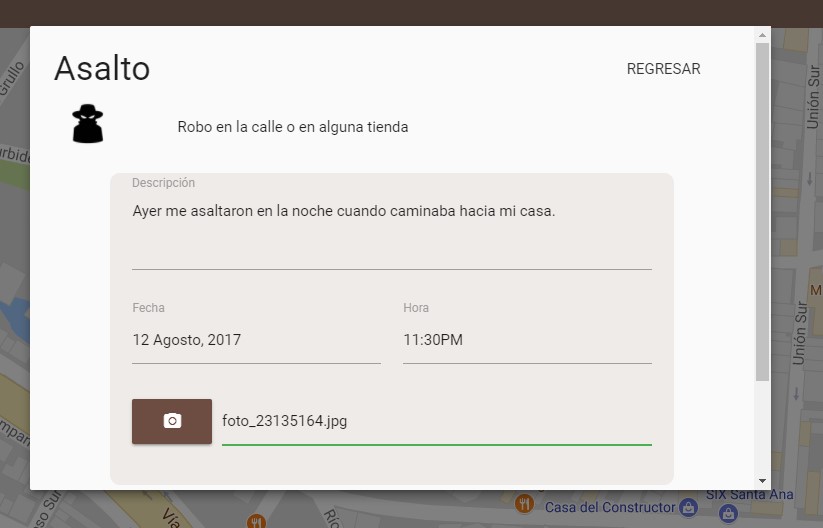 Asalto
REGRESAR
Robo en la calle o en alguna tienda
Descripción
Ayer me asaltaron en la noche cuando caminaba hacia mi casa.
Fecha
Hora
12 Agosto, 2017
11:30PM
foto_23135164.jpg
Grullo
Unión Sur
Unión Sur
SIX Santa Ana
Casa del Constructor